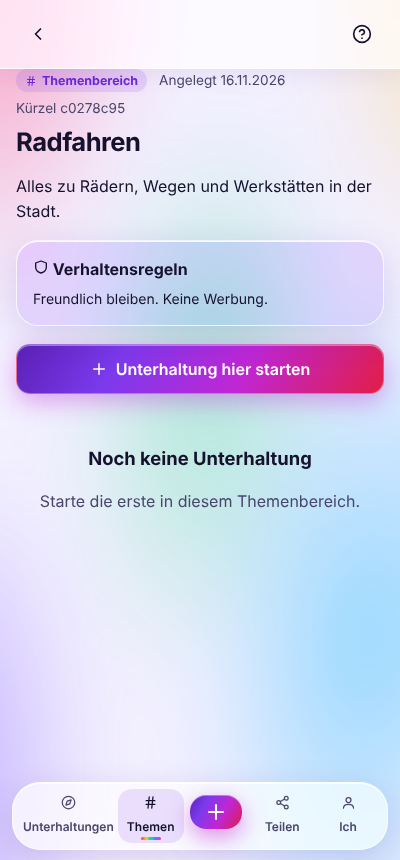 # Themenbereich Angelegt 16.11.2026
Kürzel c0278c95
Radfahren
Alles zu Rädern, Wegen und Werkstätten in der
Stadt.
Verhaltensregeln
Freundlich bleiben. Keine Werbung.
+ Unterhaltung hier starten
Noch keine Unterhaltung
Starte die erste in diesem Themenbereich.
Unterhaltungen # Themen + Teilen Ich